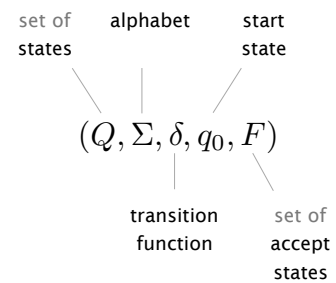 set of
states
alphabet
start
state
(Q, Σ, δ, q₀, F)
transition
function
set of
accept
states